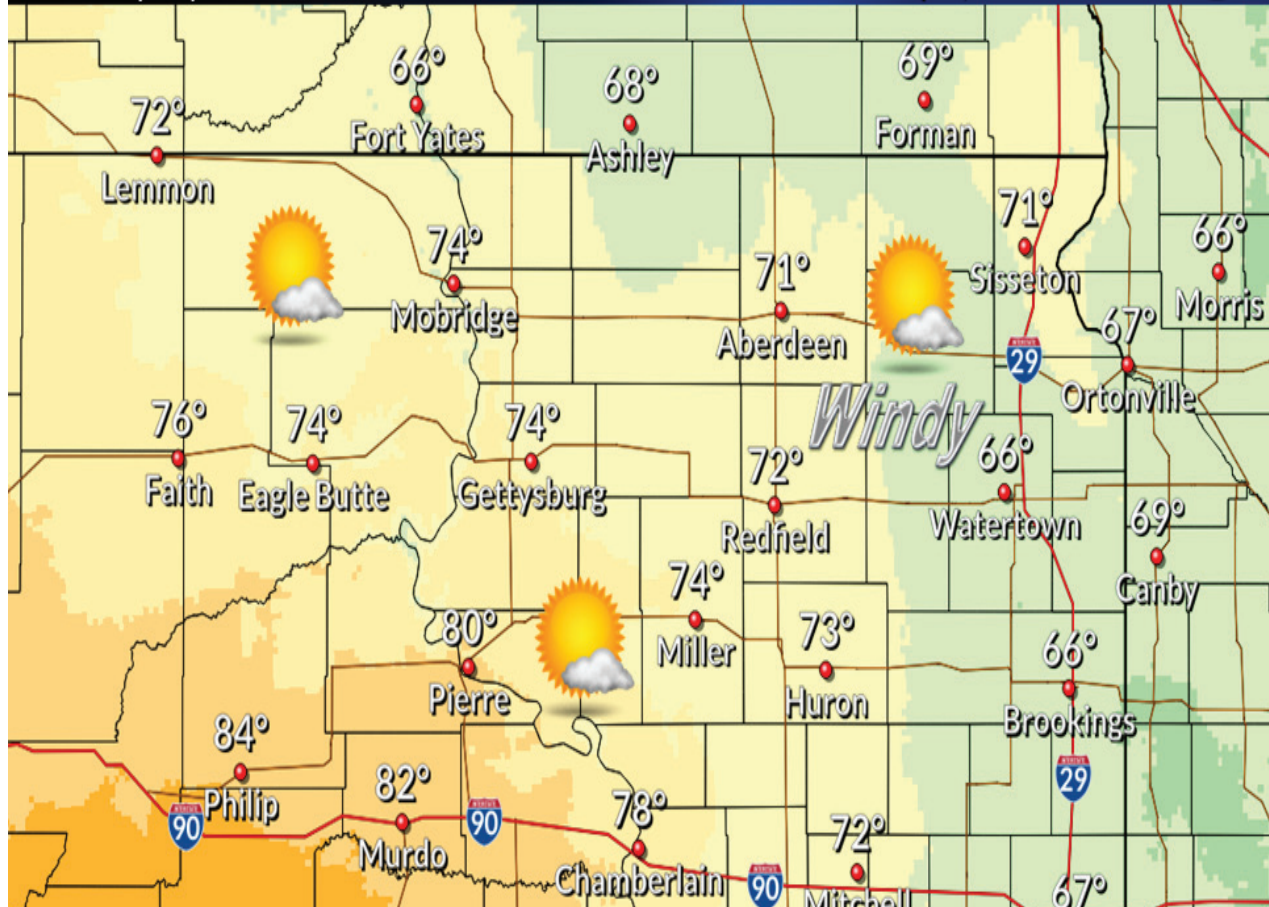 66°
Fort Yates
68°
Ashley
69°
Forman
72°
Lemmon
74°
Mobridge
71°
Aberdeen
71°
Sisseton
66°
Morris
67°
Ortonville
29
Windy
76°
Faith
74°
Eagle Butte
74°
Gettysburg
72°
Redfield
66°
Watertown
69°
Canby
80°
Pierre
74°
Miller
73°
Huron
66°
Brookings
84°
Philip
82°
Murdo
78°
Chamberlain
72°
Mitchell
67°
29
90
90
90